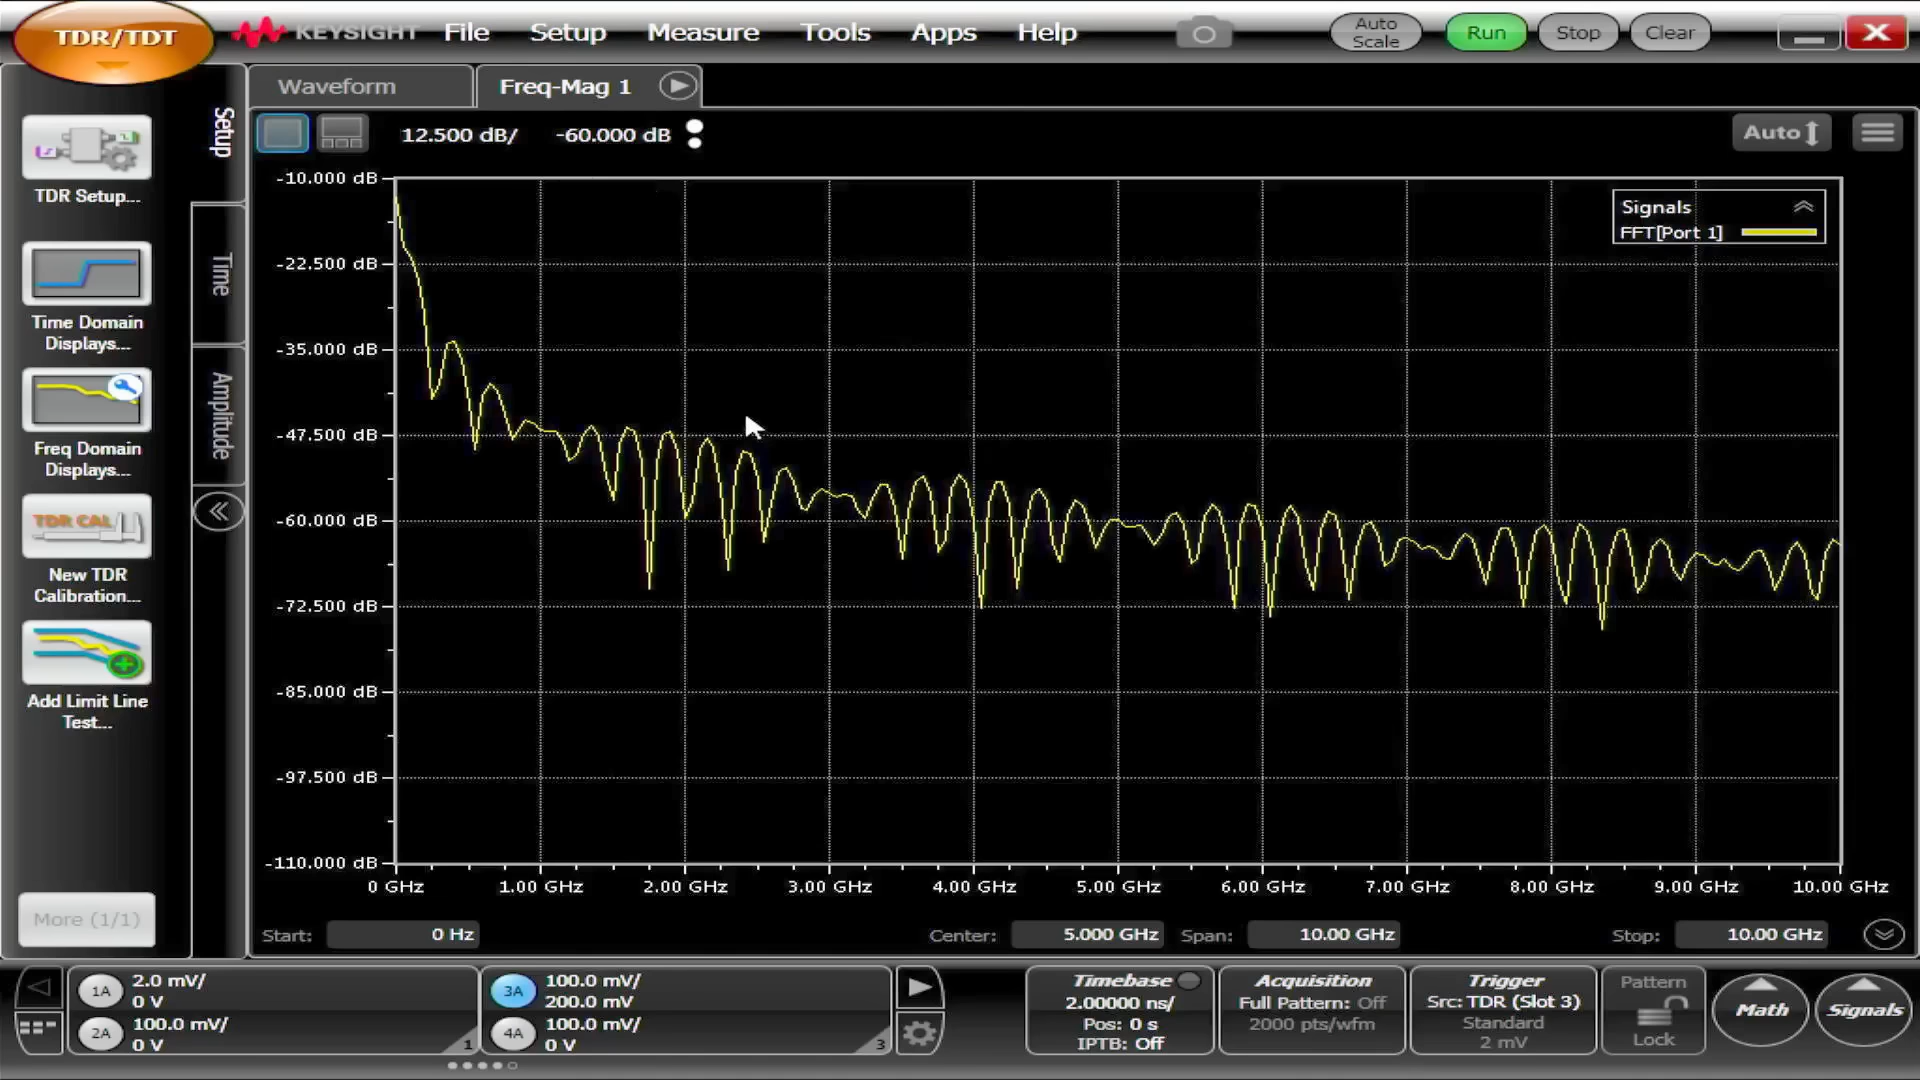 TDR/TDT
KEYSIGHT
File
Setup
Measure
Tools
Apps
Help
Auto
Scale
Run
Stop
Clear
Waveform
Freq-Mag 1
Setup
Time
Amplitude
TDR Setup...
Time Domain
Displays...
Freq Domain
Displays...
TDR CAL
New TDR
Calibration...
Add Limit Line
Test...
More (1/1)
12.500 dB/
-60.000 dB
Auto
Signals
FFT[Port 1]
-10.000 dB
-22.500 dB
-35.000 dB
-47.500 dB
-60.000 dB
-72.500 dB
-85.000 dB
-97.500 dB
-110.000 dB
0 GHz
1.00 GHz
2.00 GHz
3.00 GHz
4.00 GHz
5.00 GHz
6.00 GHz
7.00 GHz
8.00 GHz
9.00 GHz
10.00 GHz
Start:
0 Hz
Center:
5.000 GHz
Span:
10.00 GHz
Stop:
10.00 GHz
1A
2.0 mV/
0 V
2A
100.0 mV/
0 V
1
3A
100.0 mV/
200.0 mV
4A
100.0 mV/
0 V
3
Timebase
2.00000 ns/
Pos: 0 s
IPTB: Off
Acquisition
Full Pattern: Off
2000 pts/wfm
Trigger
Src: TDR (Slot 3)
Standard
2 mV
Pattern
Lock
Math
Signals